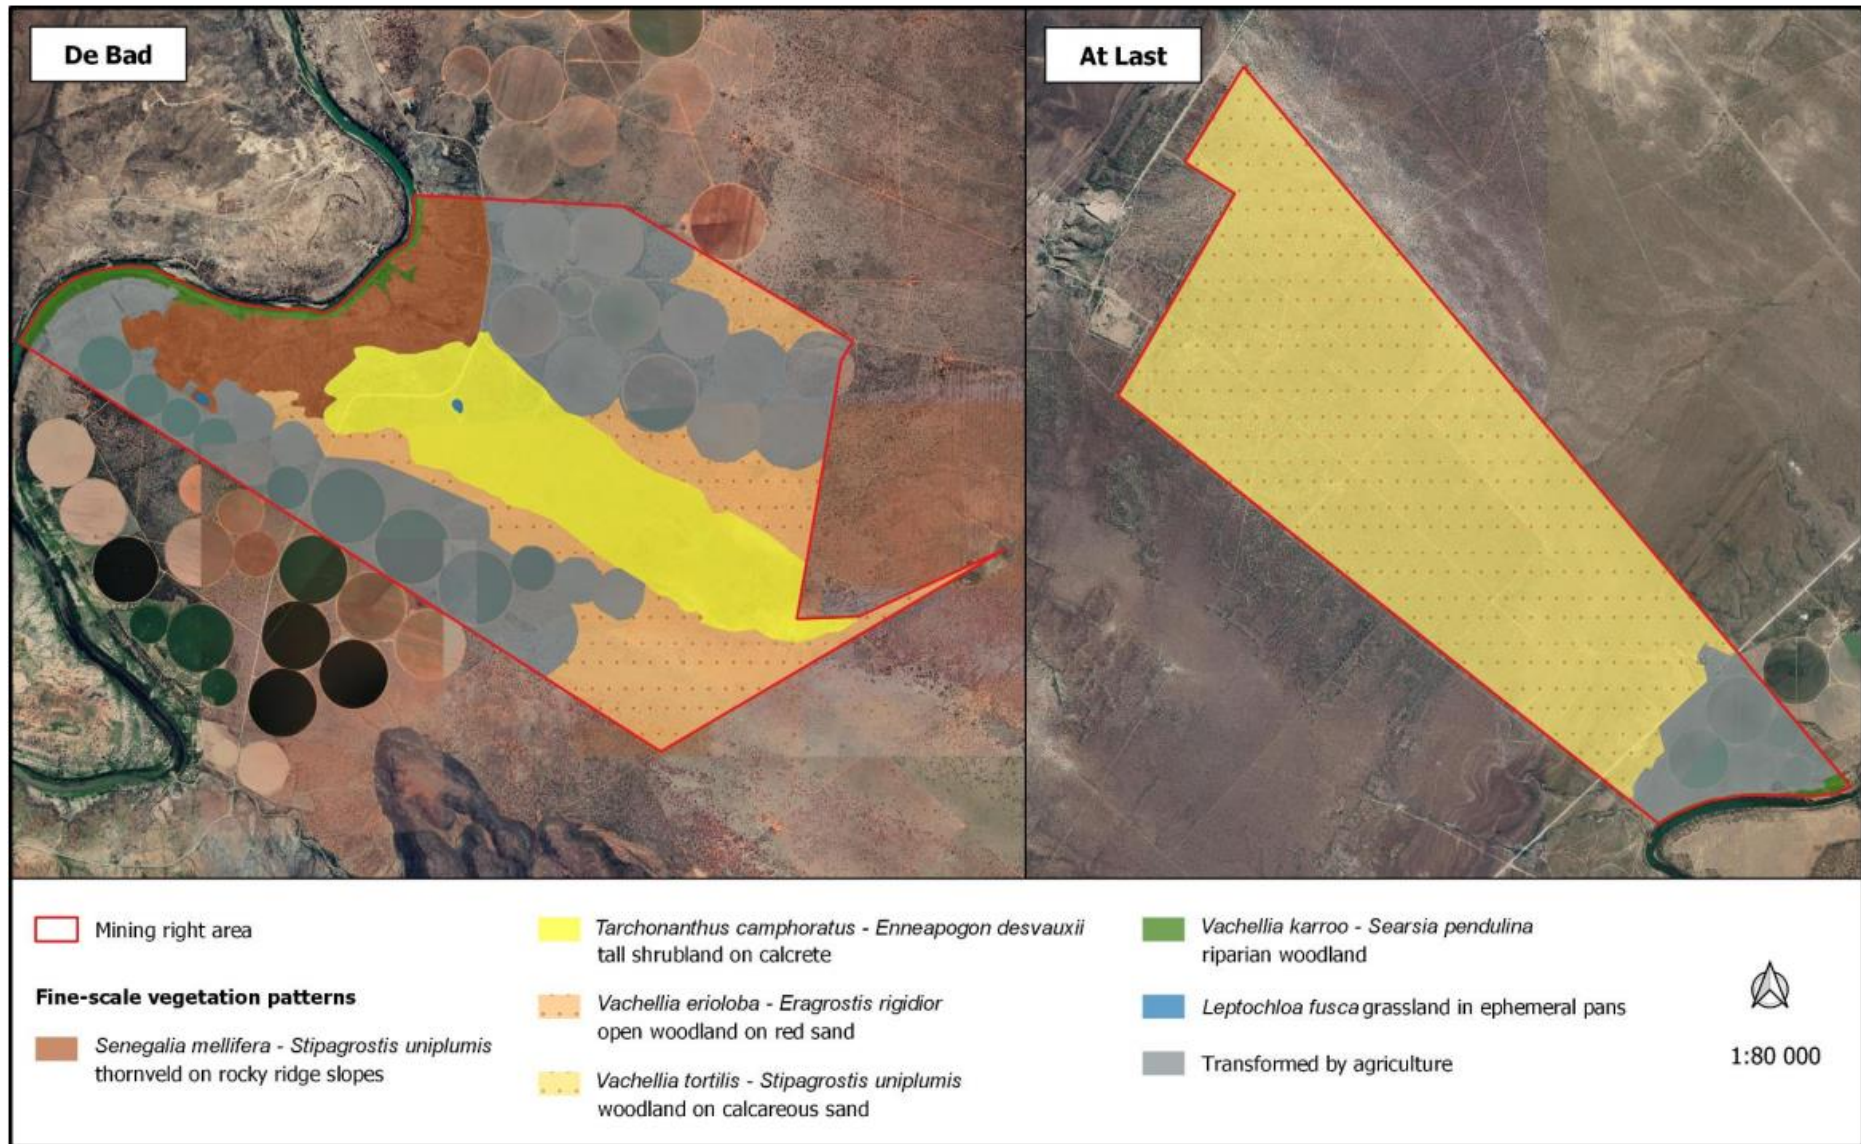 De Bad
At Last
Mining right area
Fine-scale vegetation patterns
Senegalia mellifera - Stipagrostis uniplumis
thornveld on rocky ridge slopes
Tarchonanthus camphoratus - Enneapogon desvauxii
tall shrubland on calcrete
Vachellia erioloba - Eragrostis rigidior
open woodland on red sand
Vachellia tortilis - Stipagrostis uniplumis
woodland on calcareous sand
Vachellia karroo - Searsia pendulina
riparian woodland
Leptochloa fusca grassland in ephemeral pans
Transformed by agriculture
1:80 000